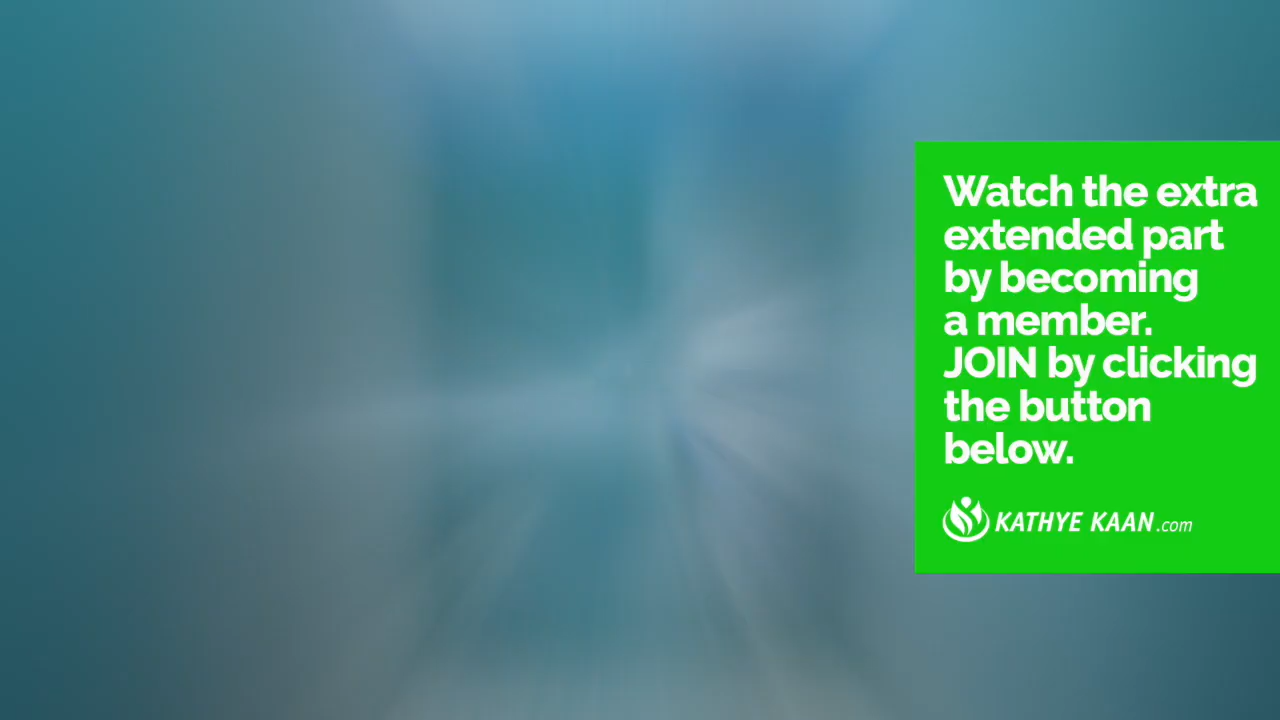 Watch the extra
extended part
by becoming
a member.
JOIN by clicking
the button
below.
KATHYE KAAN.com